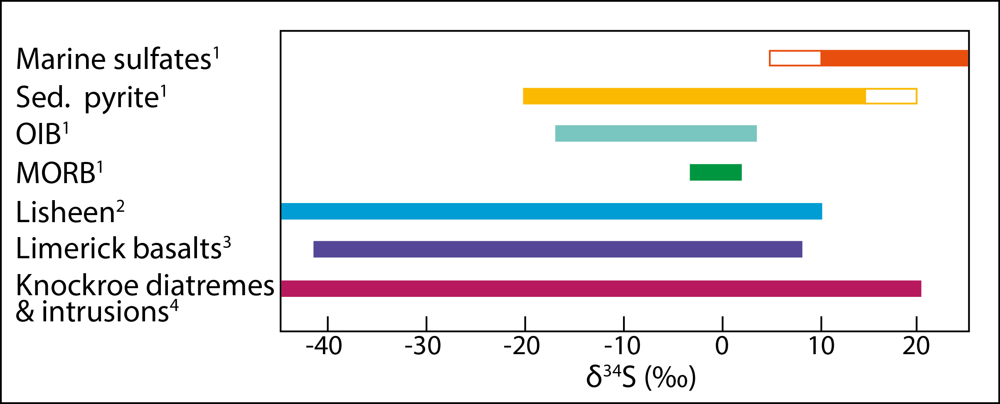 Marine sulfates¹
Sed. pyrite¹
OIB¹
MORB¹
Lisheen²
Limerick basalts³
Knockroe diatremes
& intrusions⁴
-40 -30 -20 -10 0 10 20
δ³⁴S (‰)